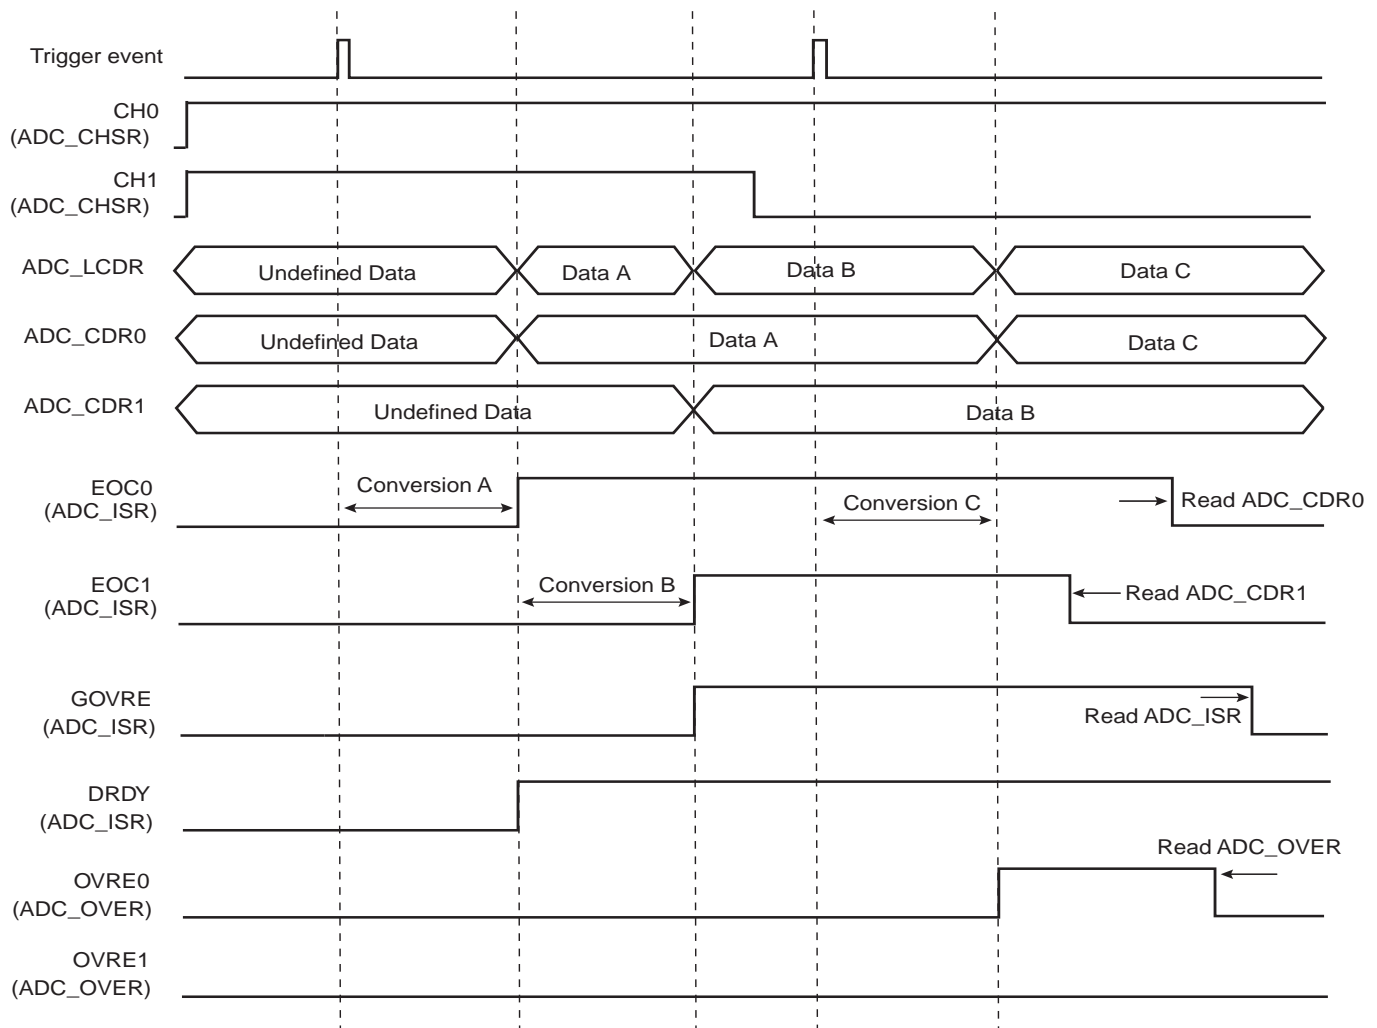 Trigger event
CH0
(ADC_CHSR)
CH1
(ADC_CHSR)
ADC_LCDR
Undefined Data
Data A
Data B
Data C
ADC_CDR0
Undefined Data
Data A
Data C
ADC_CDR1
Undefined Data
Data B
EOC0
(ADC_ISR)
Conversion A
Conversion C
Read ADC_CDR0
EOC1
(ADC_ISR)
Conversion B
Read ADC_CDR1
GOVRE
(ADC_ISR)
Read ADC_ISR
DRDY
(ADC_ISR)
Read ADC_OVER
OVRE0
(ADC_OVER)
OVRE1
(ADC_OVER)